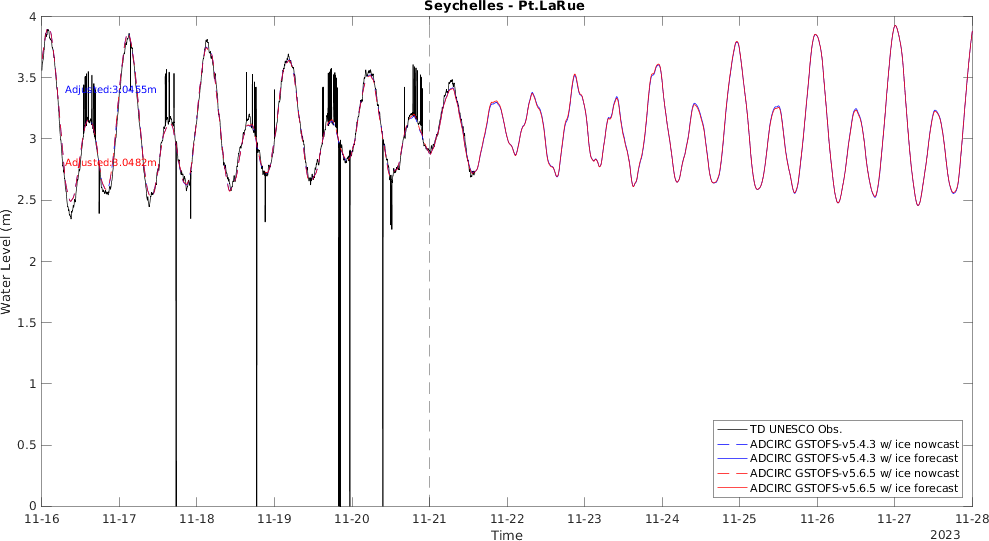 Seychelles - Pt.LaRue
Water Level (m)
4
3.5
3
2.5
2
1.5
1
0.5
0
Adjusted:3.0455m
Adjusted:3.0482m
TD UNESCO Obs.
ADCIRC GSTOFS-v5.4.3 w/ ice nowcast
ADCIRC GSTOFS-v5.4.3 w/ ice forecast
ADCIRC GSTOFS-v5.6.5 w/ ice nowcast
ADCIRC GSTOFS-v5.6.5 w/ ice forecast
11-16 11-17 11-18 11-19 11-20 11-21 11-22 11-23 11-24 11-25 11-26 11-27 11-28
Time
2023